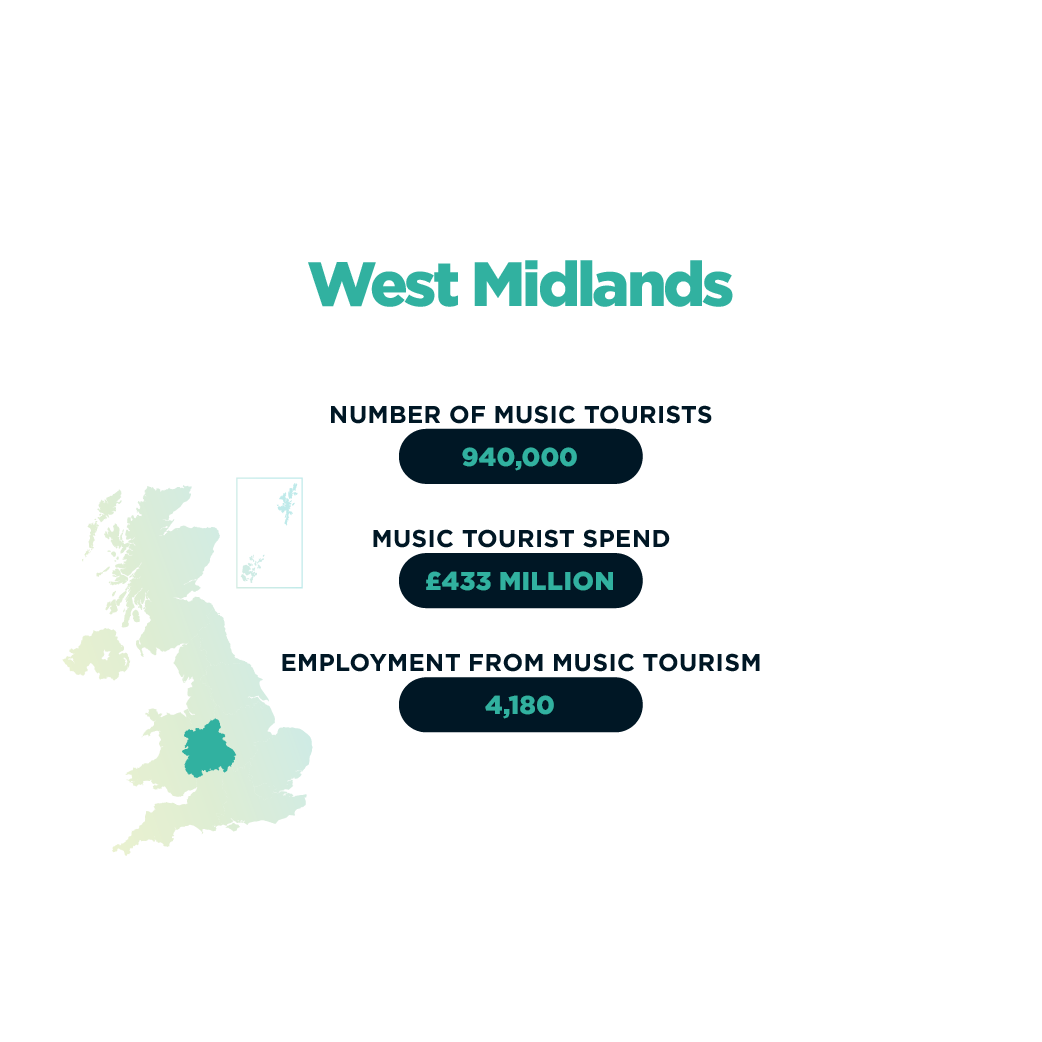 West Midlands
NUMBER OF MUSIC TOURISTS
940,000
MUSIC TOURIST SPEND
£433 MILLION
EMPLOYMENT FROM MUSIC TOURISM
4,180